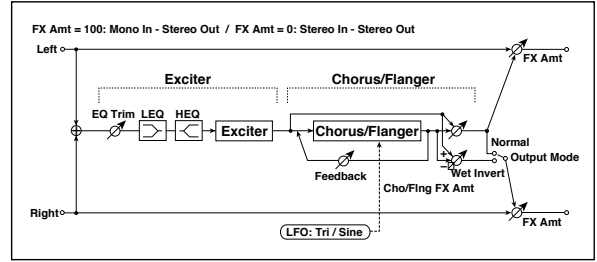 FX Amt = 100: Mono In - Stereo Out / FX Amt = 0: Stereo In - Stereo Out
Left
FX Amt
Exciter
Chorus/Flanger
EQ Trim
LEQ
HEQ
Exciter
Chorus/Flanger
Normal
Output Mode
+
−
Wet Invert
Feedback
Cho/Flng FX Amt
Right
LFO: Tri / Sine
FX Amt